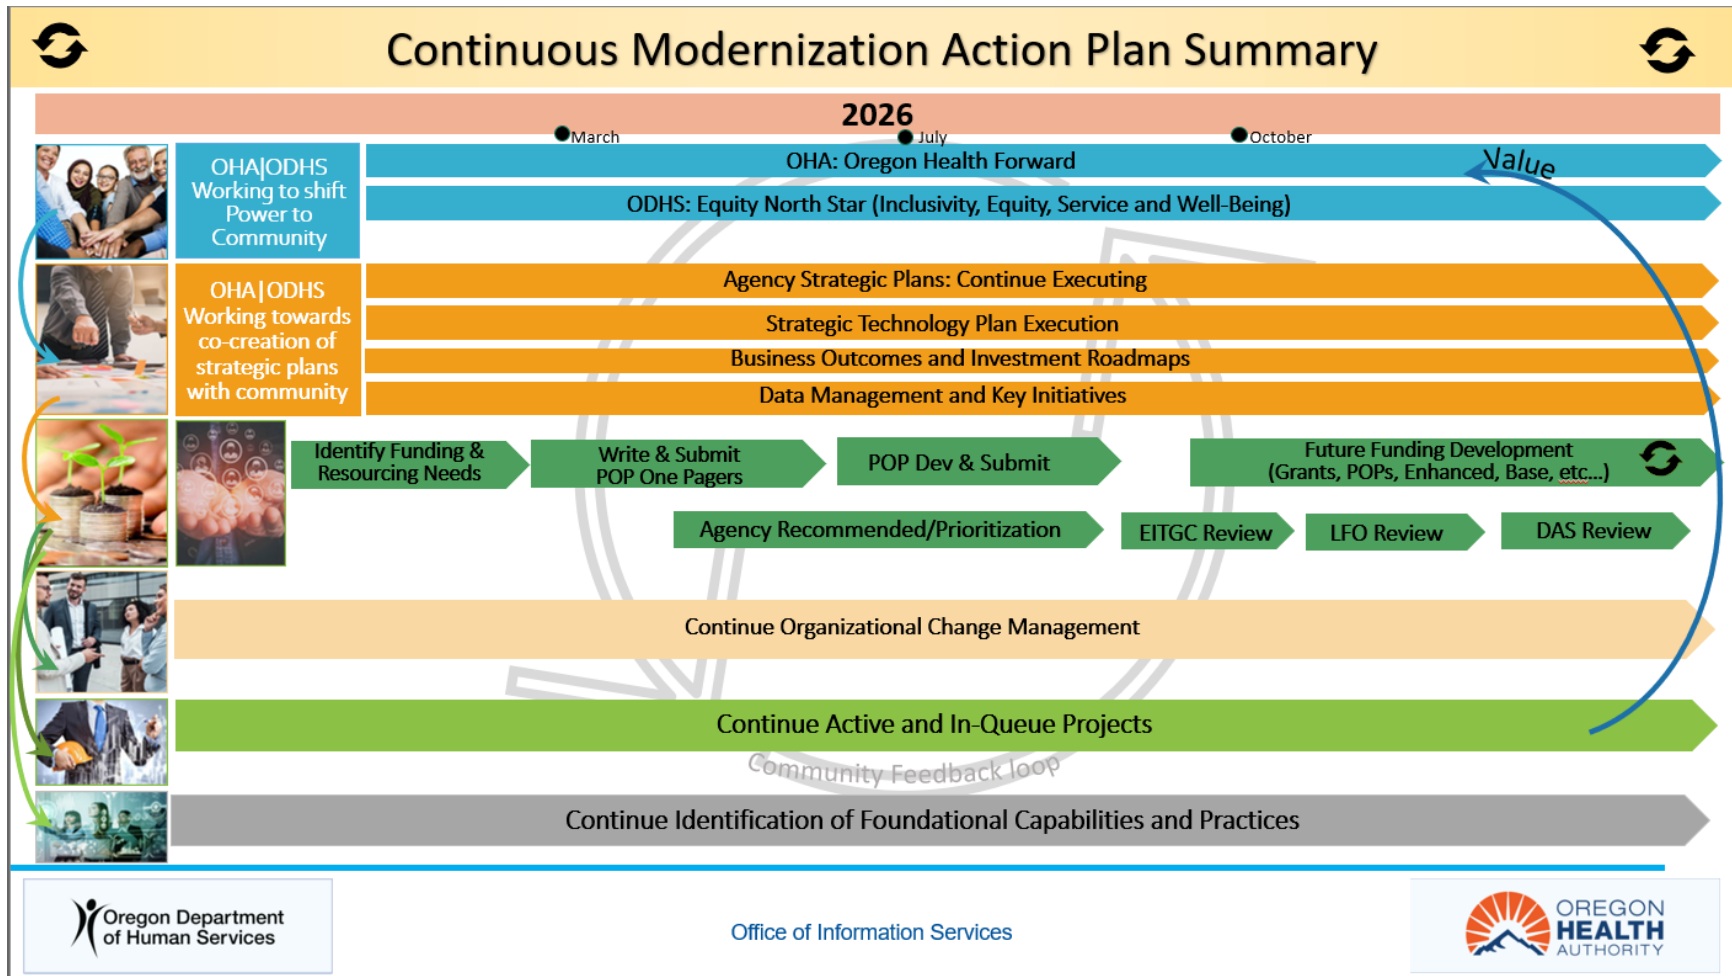 Continuous Modernization Action Plan Summary
2026
March
July
October
OHA|ODHS
Working to shift
Power to
Community
OHA: Oregon Health Forward
Value
ODHS: Equity North Star (Inclusivity, Equity, Service and Well-Being)
OHA|ODHS
Working towards
co-creation of
strategic plans
with community
Agency Strategic Plans: Continue Executing
Strategic Technology Plan Execution
Business Outcomes and Investment Roadmaps
Data Management and Key Initiatives
Identify Funding &
Resourcing Needs
Write & Submit
POP One Pagers
POP Dev & Submit
Future Funding Development
(Grants, POPs, Enhanced, Base, etc...)
Agency Recommended/Prioritization
EITGC Review
LFO Review
DAS Review
Continue Organizational Change Management
Continue Active and In-Queue Projects
Community Feedback loop
Continue Identification of Foundational Capabilities and Practices
Oregon Department
of Human Services
Office of Information Services
OREGON
HEALTH
AUTHORITY